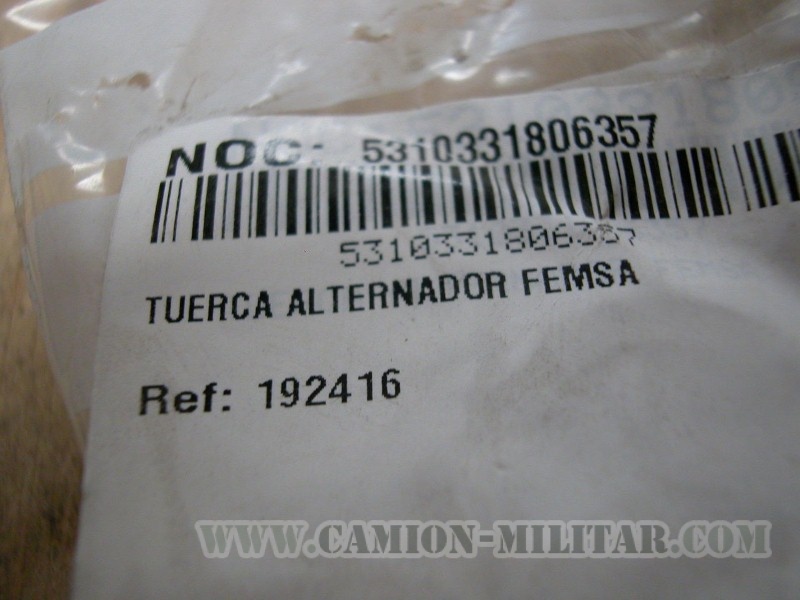 NOC: 5310331806357
5310331806357
TUERCA ALTERNADOR FEMSA
Ref: 192416
WWW.CAMION-MILITAR.COM